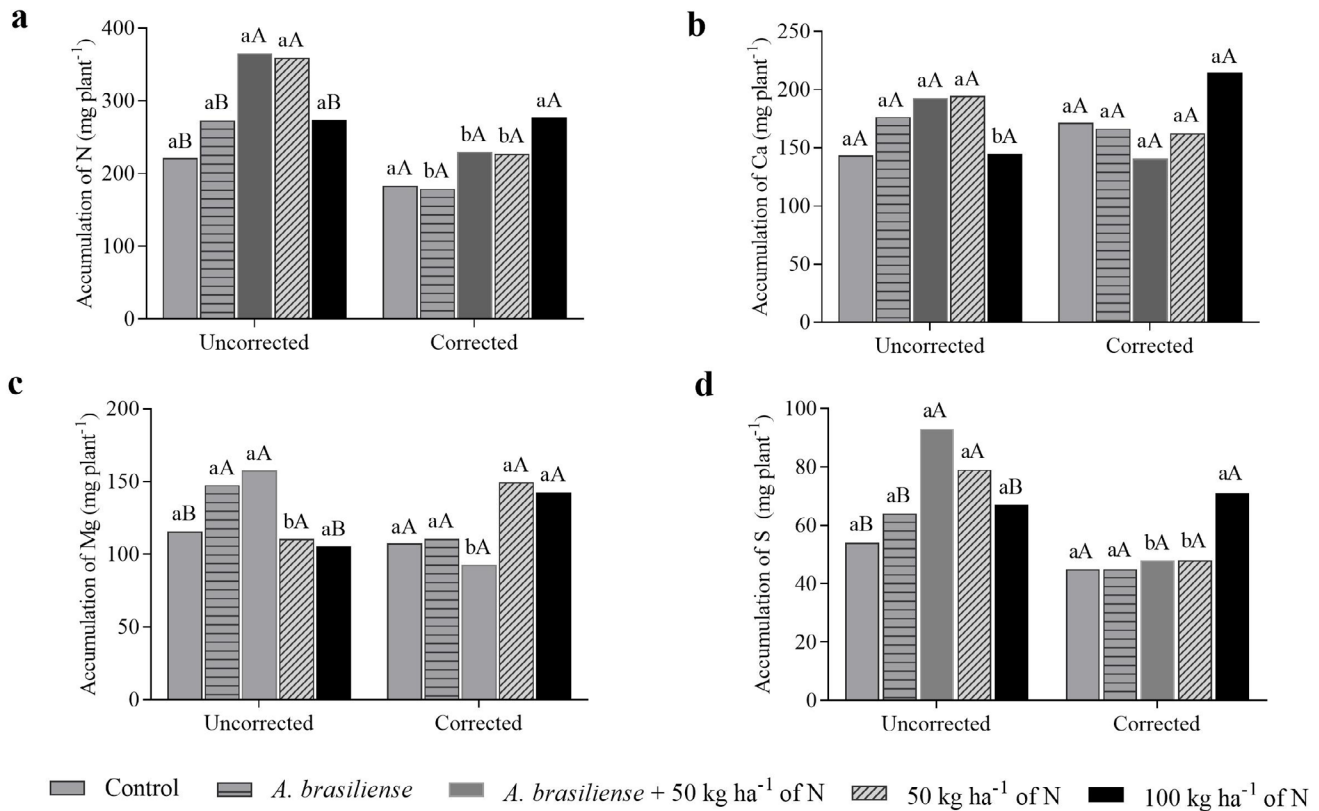 a
Accumulation of N (mg plant⁻¹)
400
300
200
100
0
aB
aB
aA
aA
aB
aA
bA
bA
bA
aA
Uncorrected
Corrected
b
Accumulation of Ca (mg plant⁻¹)
250
200
150
100
50
0
aA
aA
aA
aA
bA
aA
aA
aA
aA
aA
Uncorrected
Corrected
c
Accumulation of Mg (mg plant⁻¹)
200
150
100
50
0
aB
aA
aA
bA
aB
aA
aA
bA
aA
aA
Uncorrected
Corrected
d
Accumulation of S (mg plant⁻¹)
100
80
60
40
20
0
aB
aB
aA
aA
aB
aA
aA
bA
bA
aA
Uncorrected
Corrected
Control
A. brasiliense
A. brasiliense + 50 kg ha⁻¹ of N
50 kg ha⁻¹ of N
100 kg ha⁻¹ of N